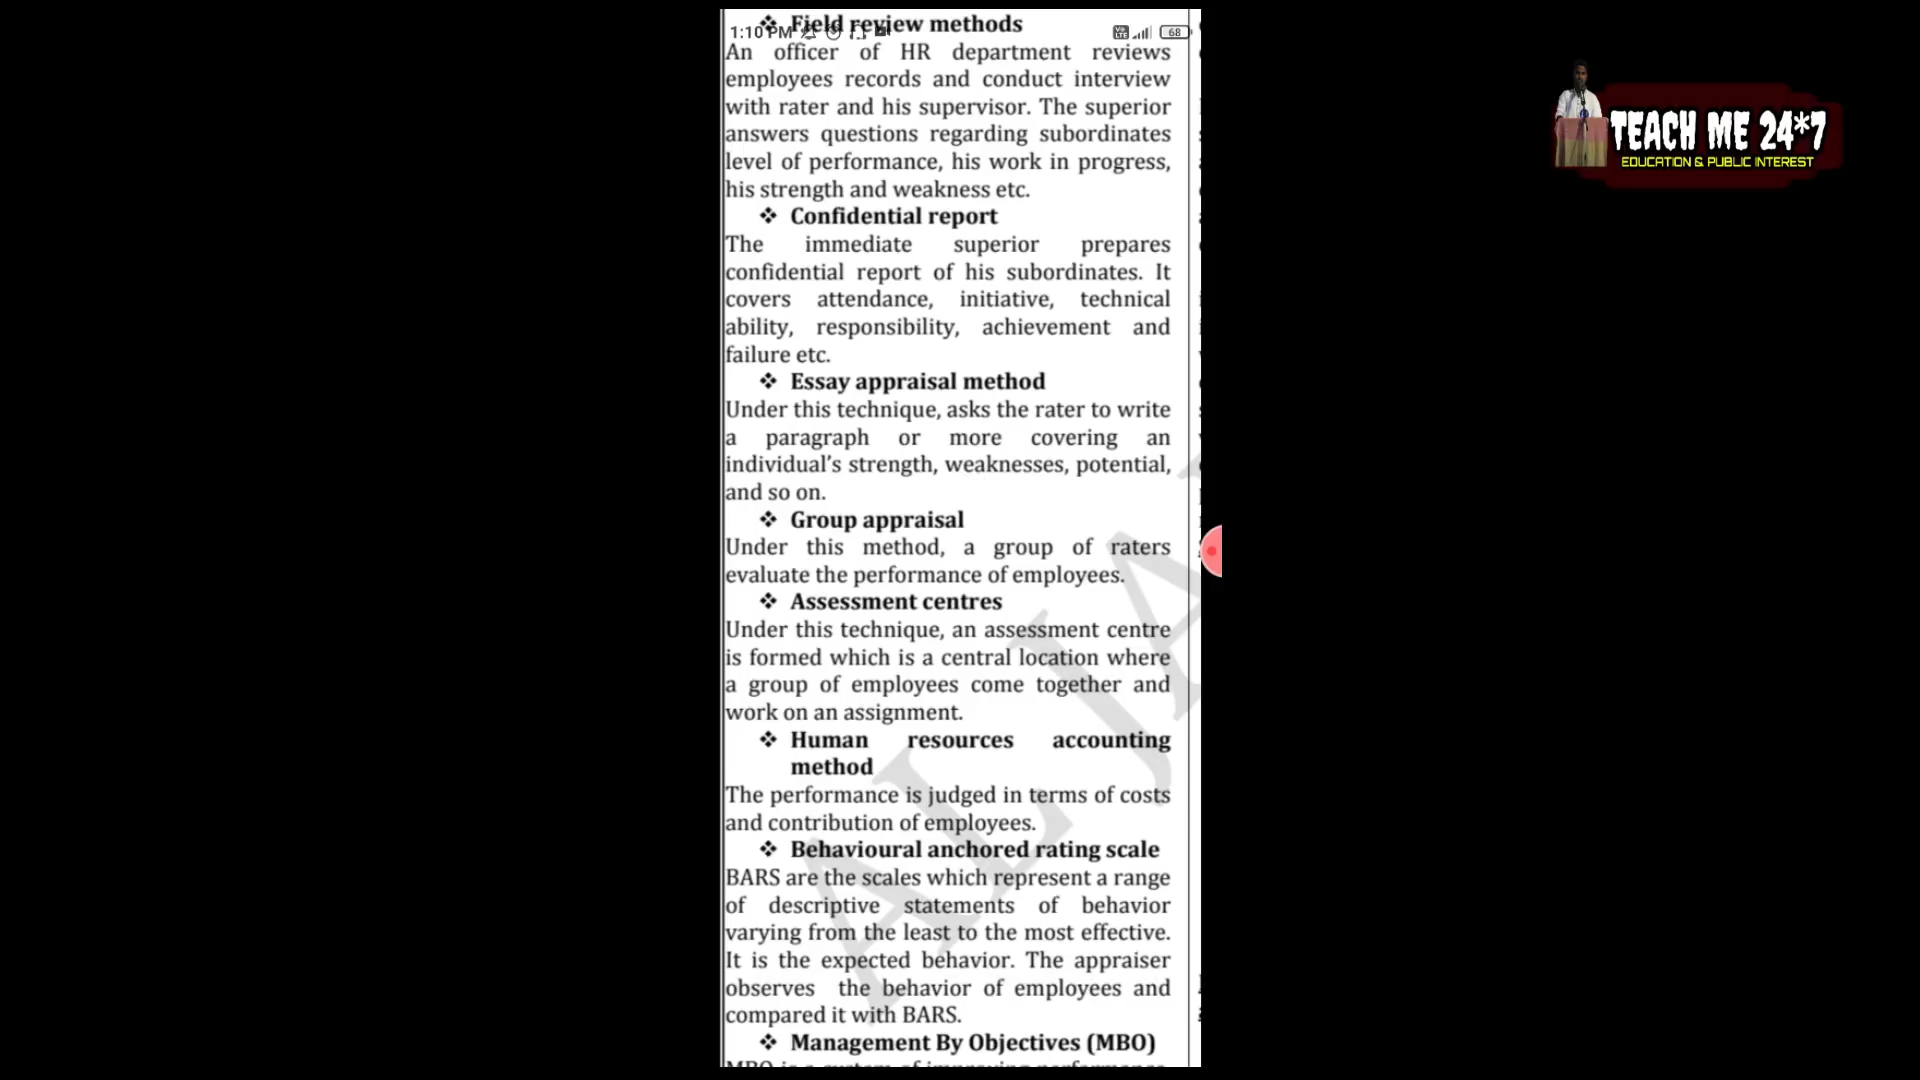 ❖ Field review methods
1:10 PM
68
An officer of HR department reviews
employees records and conduct interview
with rater and his supervisor. The superior
answers questions regarding subordinates
level of performance, his work in progress,
his strength and weakness etc.
❖ Confidential report
The immediate superior prepares
confidential report of his subordinates. It
covers attendance, initiative, technical
ability, responsibility, achievement and
failure etc.
❖ Essay appraisal method
Under this technique, asks the rater to write
a paragraph or more covering an
individual's strength, weaknesses, potential,
and so on.
❖ Group appraisal
Under this method, a group of raters
evaluate the performance of employees.
❖ Assessment centres
Under this technique, an assessment centre
is formed which is a central location where
a group of employees come together and
work on an assignment.
❖ Human resources accounting
method
The performance is judged in terms of costs
and contribution of employees.
❖ Behavioural anchored rating scale
BARS are the scales which represent a range
of descriptive statements of behavior
varying from the least to the most effective.
It is the expected behavior. The appraiser
observes the behavior of employees and
compared it with BARS.
❖ Management By Objectives (MBO)
MBO is a system of improving performance
TEACH ME 24*7
EDUCATION & PUBLIC INTEREST